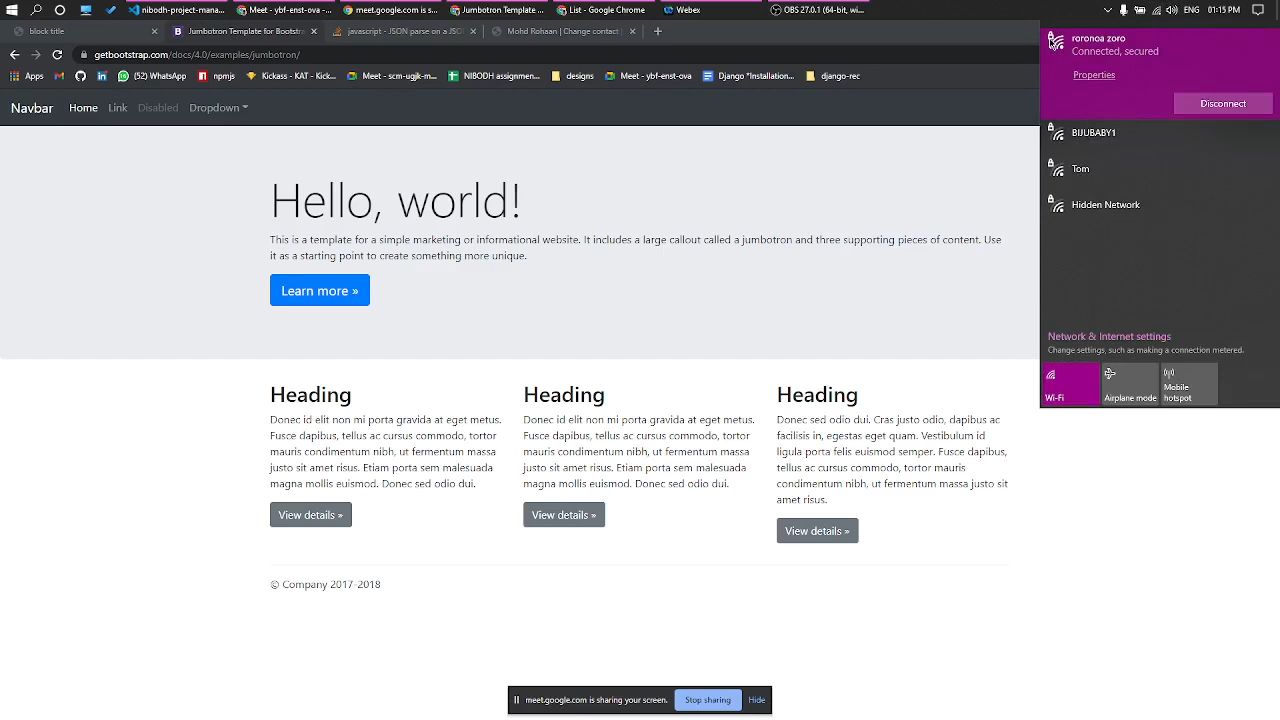 nibodh-project-mana...
Meet - ybf-enst-ova - ...
meet.google.com is s...
Jumbotron Template ...
List - Google Chrome
Webex
OBS 27.0.1 (64-bit, wi...
ENG
01:15 PM
block title
Jumbotron Template for Bootstra
javascript - JSON parse on a JSO
Mohd Rohaan | Change contact |
getbootstrap.com/docs/4.0/examples/jumbotron/
Apps
(52) WhatsApp
npmjs
Kickass - KAT - Kick...
Meet - scm-ugjk-m...
NIBODH assignmen...
designs
Meet - ybf-enst-ova
Django "Installation...
django-rec
Navbar Home Link Disabled Dropdown
Hello, world!
This is a template for a simple marketing or informational website. It includes a large callout called a jumbotron and three supporting pieces of content. Use
it as a starting point to create something more unique.
Learn more »
Heading
Donec id elit non mi porta gravida at eget metus.
Fusce dapibus, tellus ac cursus commodo, tortor
mauris condimentum nibh, ut fermentum massa
justo sit amet risus. Etiam porta sem malesuada
magna mollis euismod. Donec sed odio dui.
View details »
Heading
Donec id elit non mi porta gravida at eget metus.
Fusce dapibus, tellus ac cursus commodo, tortor
mauris condimentum nibh, ut fermentum massa
justo sit amet risus. Etiam porta sem malesuada
magna mollis euismod. Donec sed odio dui.
View details »
Heading
Donec sed odio dui. Cras justo odio, dapibus ac
facilisis in, egestas eget quam. Vestibulum id
ligula porta felis euismod semper. Fusce dapibus,
tellus ac cursus commodo, tortor mauris
condimentum nibh, ut fermentum massa justo sit
amet risus.
View details »
© Company 2017-2018
roronoa zoro
Connected, secured
Properties
Disconnect
BIJUBABY1
Tom
Hidden Network
Network & Internet settings
Change settings, such as making a connection metered.
Wi-Fi
Airplane mode
Mobile
hotspot
meet.google.com is sharing your screen.
Stop sharing
Hide